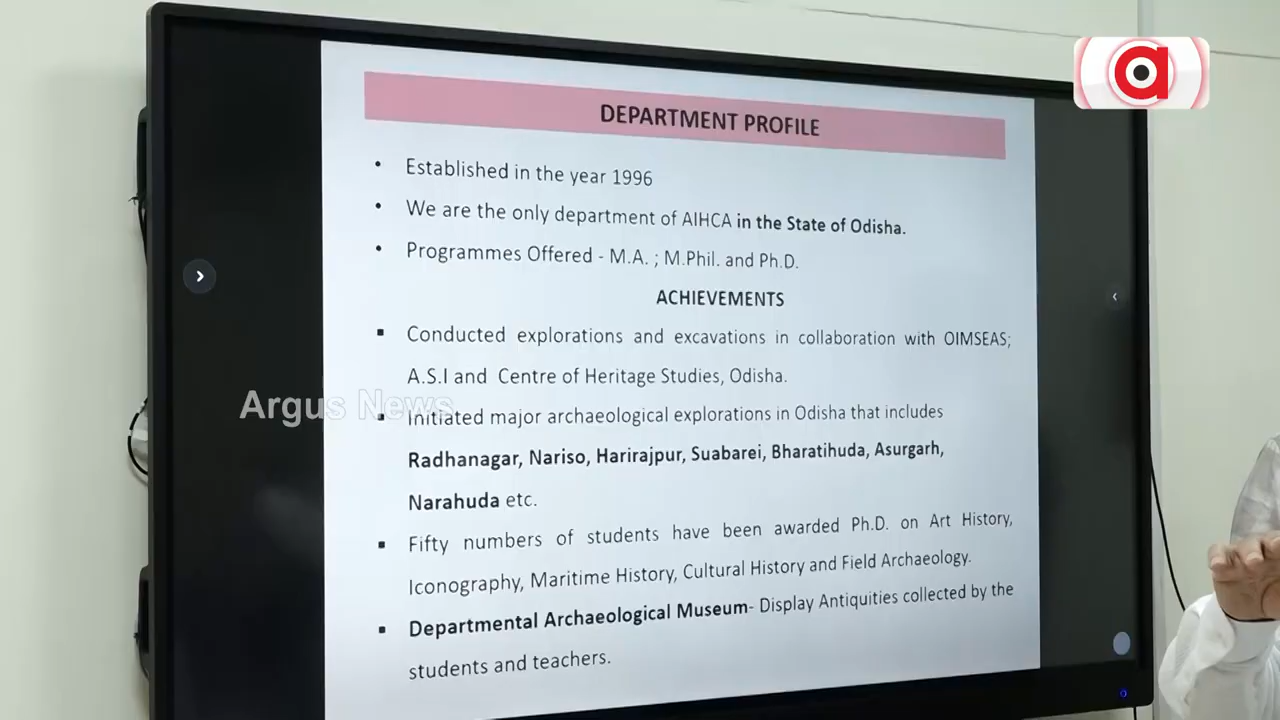 DEPARTMENT PROFILE
• Established in the year 1996
• We are the only department of AIHCA in the State of Odisha.
• Programmes Offered - M.A. ; M.Phil. and Ph.D.
ACHIEVEMENTS
▪ Conducted explorations and excavations in collaboration with OIMSEAS;
A.S.I and Centre of Heritage Studies, Odisha.
Argus News
▪ Initiated major archaeological explorations in Odisha that includes
Radhanagar, Nariso, Harirajpur, Suabarei, Bharatihuda, Asurgarh,
Narahuda etc.
▪ Fifty numbers of students have been awarded Ph.D. on Art History,
Iconography, Maritime History, Cultural History and Field Archaeology.
▪ Departmental Archaeological Museum- Display Antiquities collected by the
students and teachers.
a